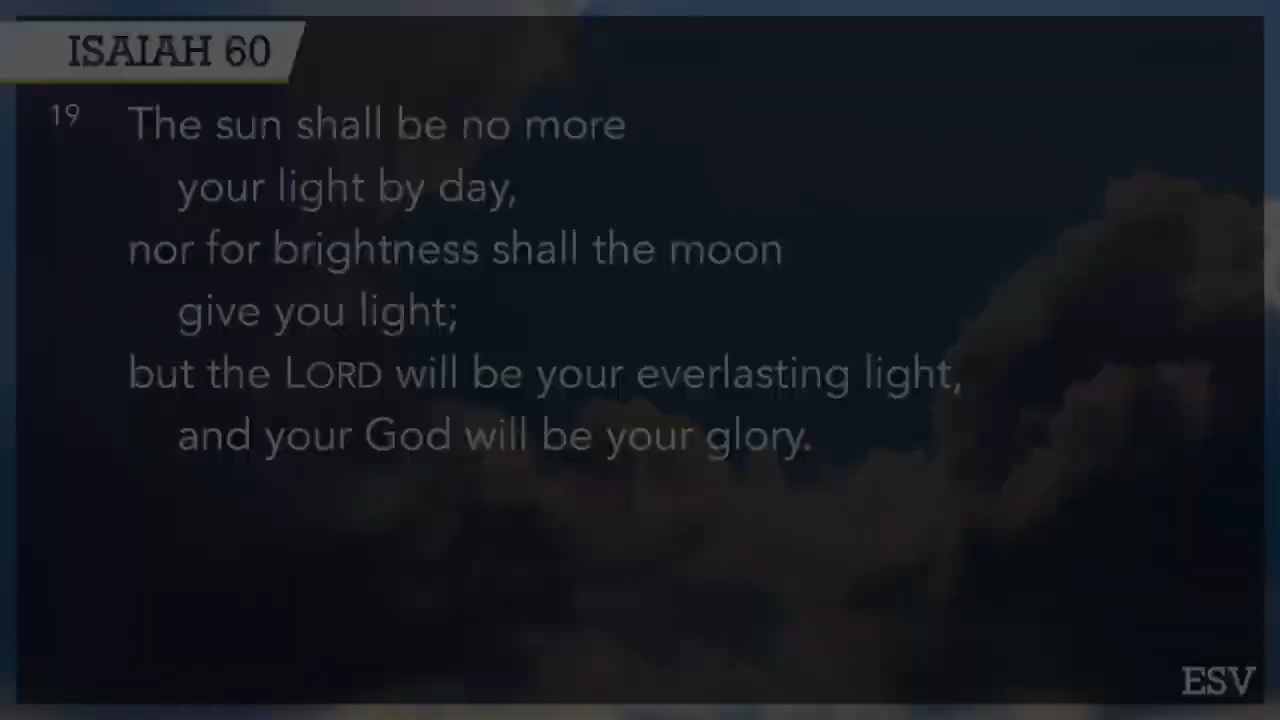 ISAIAH 60
19 The sun shall be no more
your light by day,
nor for brightness shall the moon
give you light;
but the LORD will be your everlasting light,
and your God will be your glory.
ESV